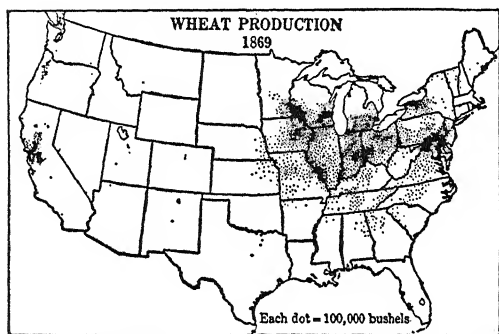 WHEAT PRODUCTION
1869
Each dot = 100,000 bushels